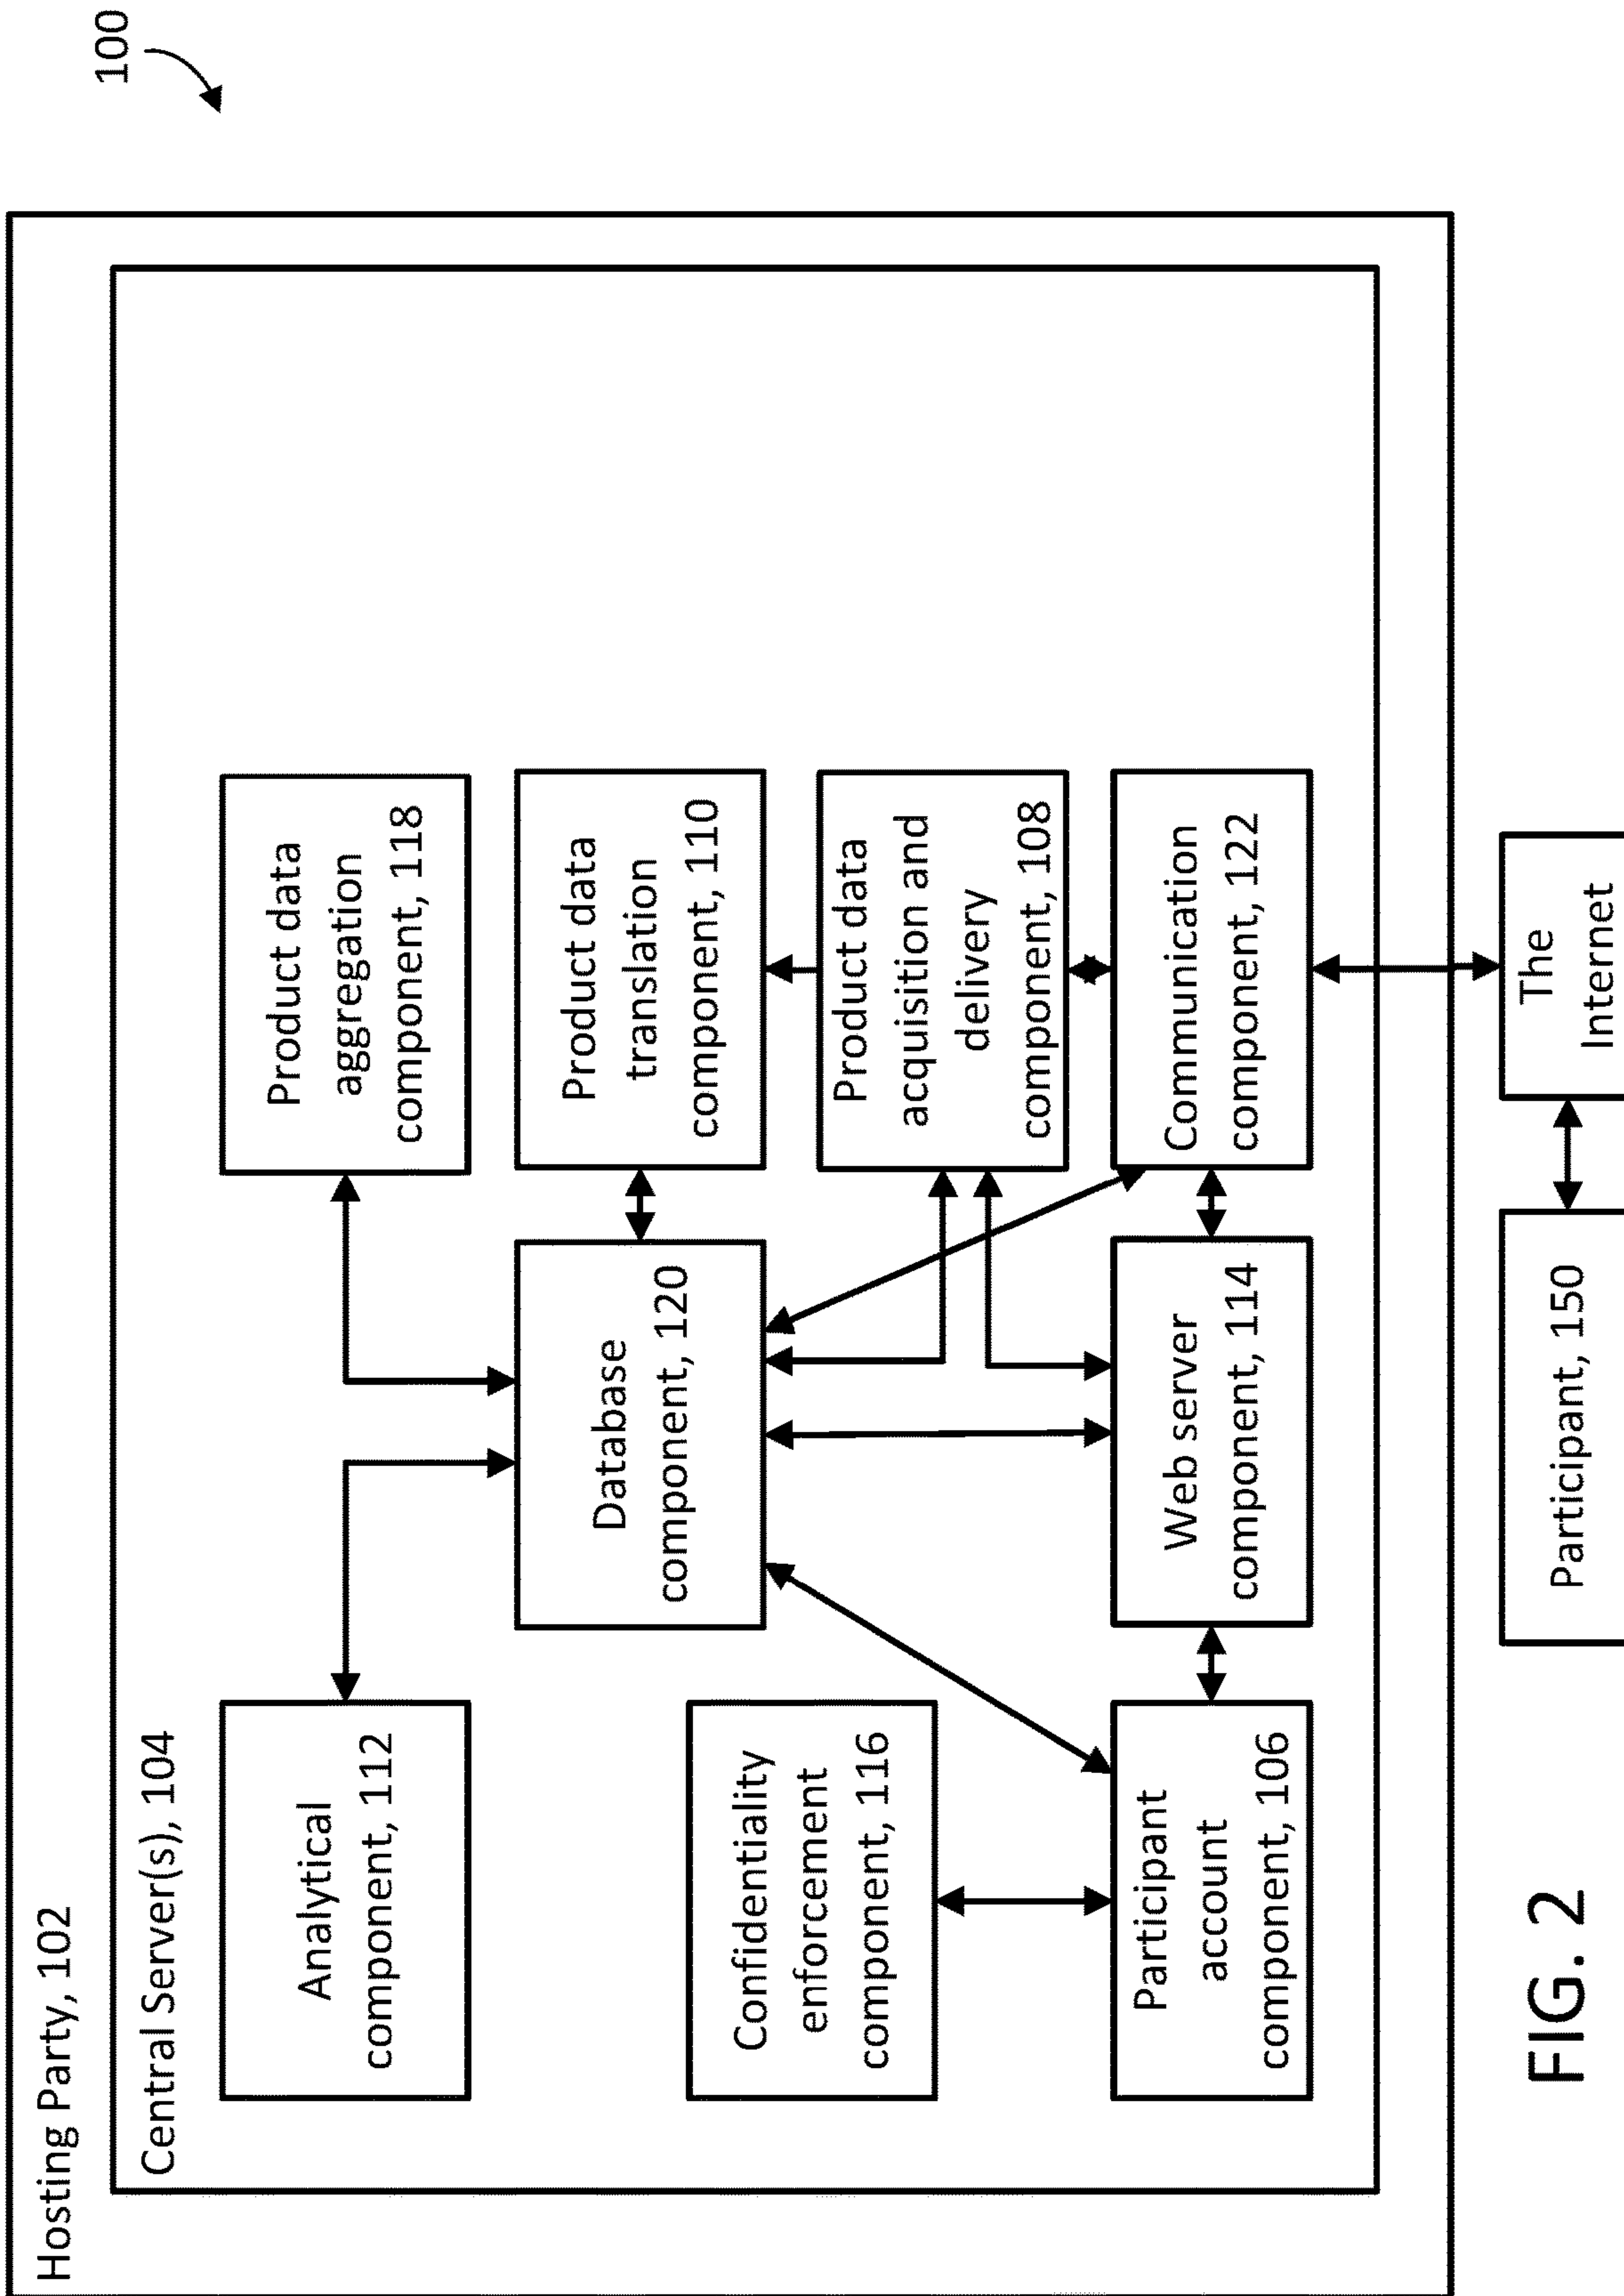 100
Hosting Party, 102
Central Server(s), 104
Analytical
component, 112
Product data
aggregation
component, 118
Database
component, 120
Product data
translation
component, 110
Confidentiality
enforcement
component, 116
Product data
acquisition and
delivery
component, 108
Participant
account
component, 106
Web server
component, 114
Communication
component, 122
Participant, 150
The
Internet
FIG. 2